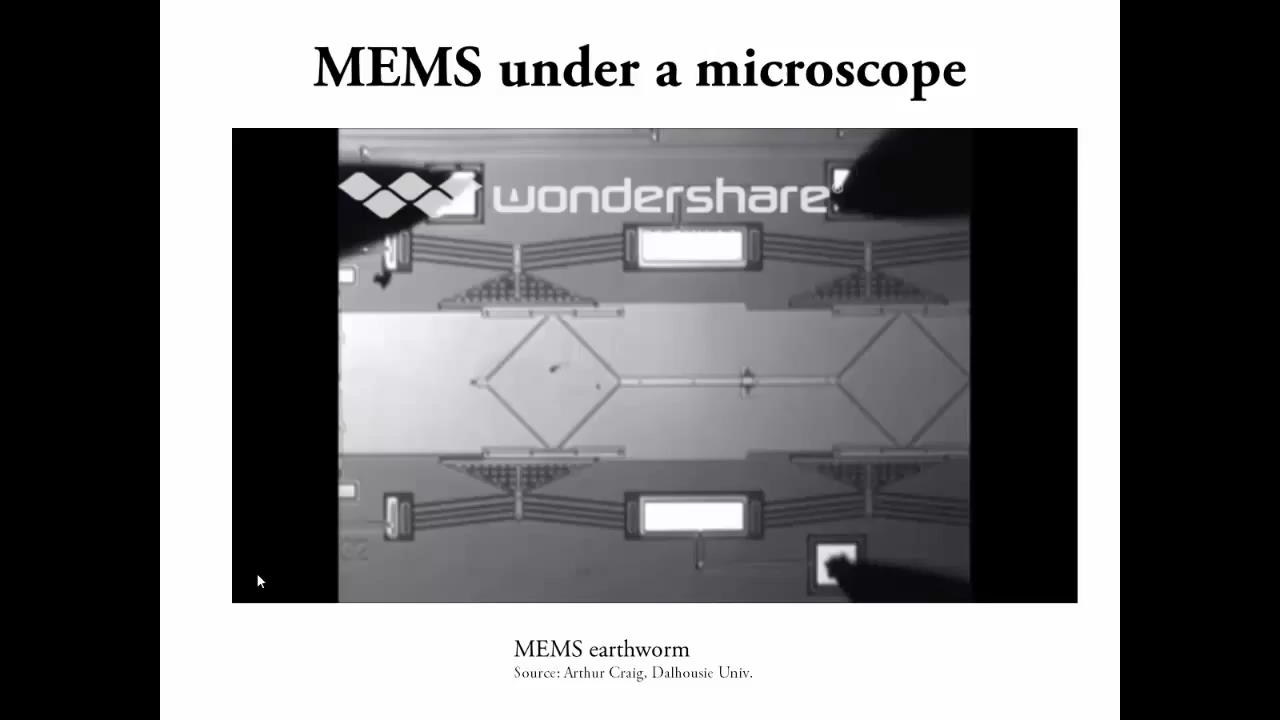 MEMS under a microscope
wondershare
MEMS earthworm
Source: Arthur Craig, Dalhousie Univ.